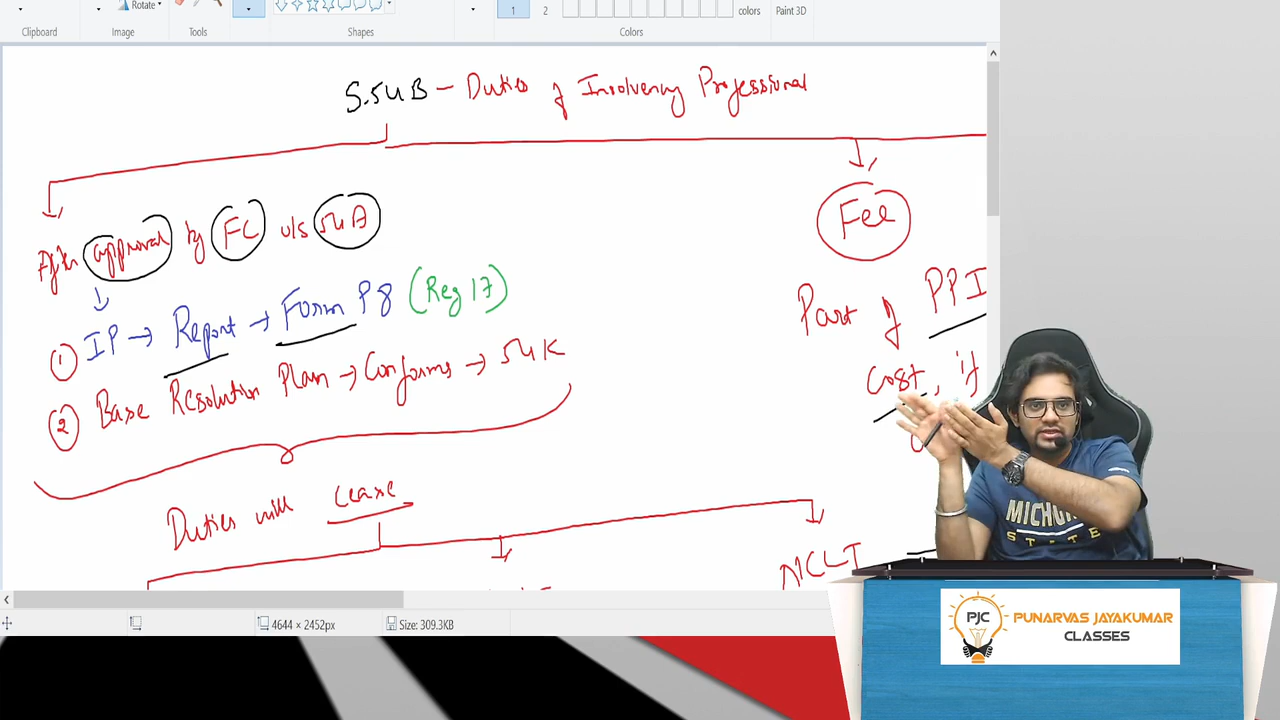 Rotate
Clipboard
Image
Tools
Shapes
1
2
colors
Colors
Paint 3D
S.54B - Duties of Insolvency Professional
After approval by FC u/s 54A
① IP → Report → Form P8 (Reg 17)
② Base Resolution Plan → Conforms → 54K
Duties will cease
NCLT
Fee
Part of PPI
cost, if
MICHIGAN
STATE
PJC
PUNARVAS JAYAKUMAR
CLASSES
4644 × 2452px
Size: 309.3KB